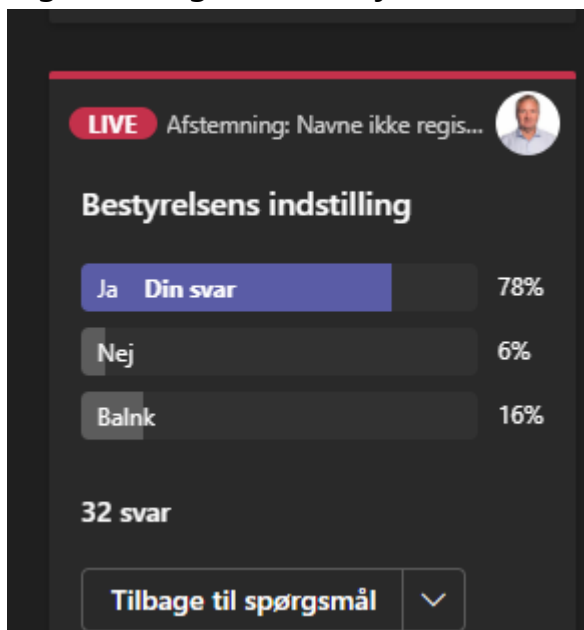 LIVE Afstemning: Navne ikke regis...
Bestyrelsens indstilling
Ja Din svar 78%
Nej 6%
Balnk 16%
32 svar
Tilbage til spørgsmål